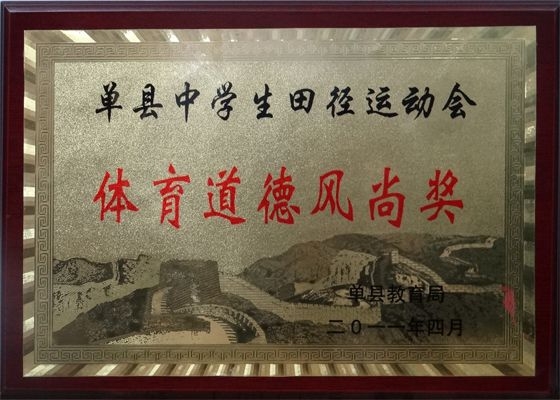 单县中学生田径运动会
体育道德风尚奖
单县教育局
二0一一年四月